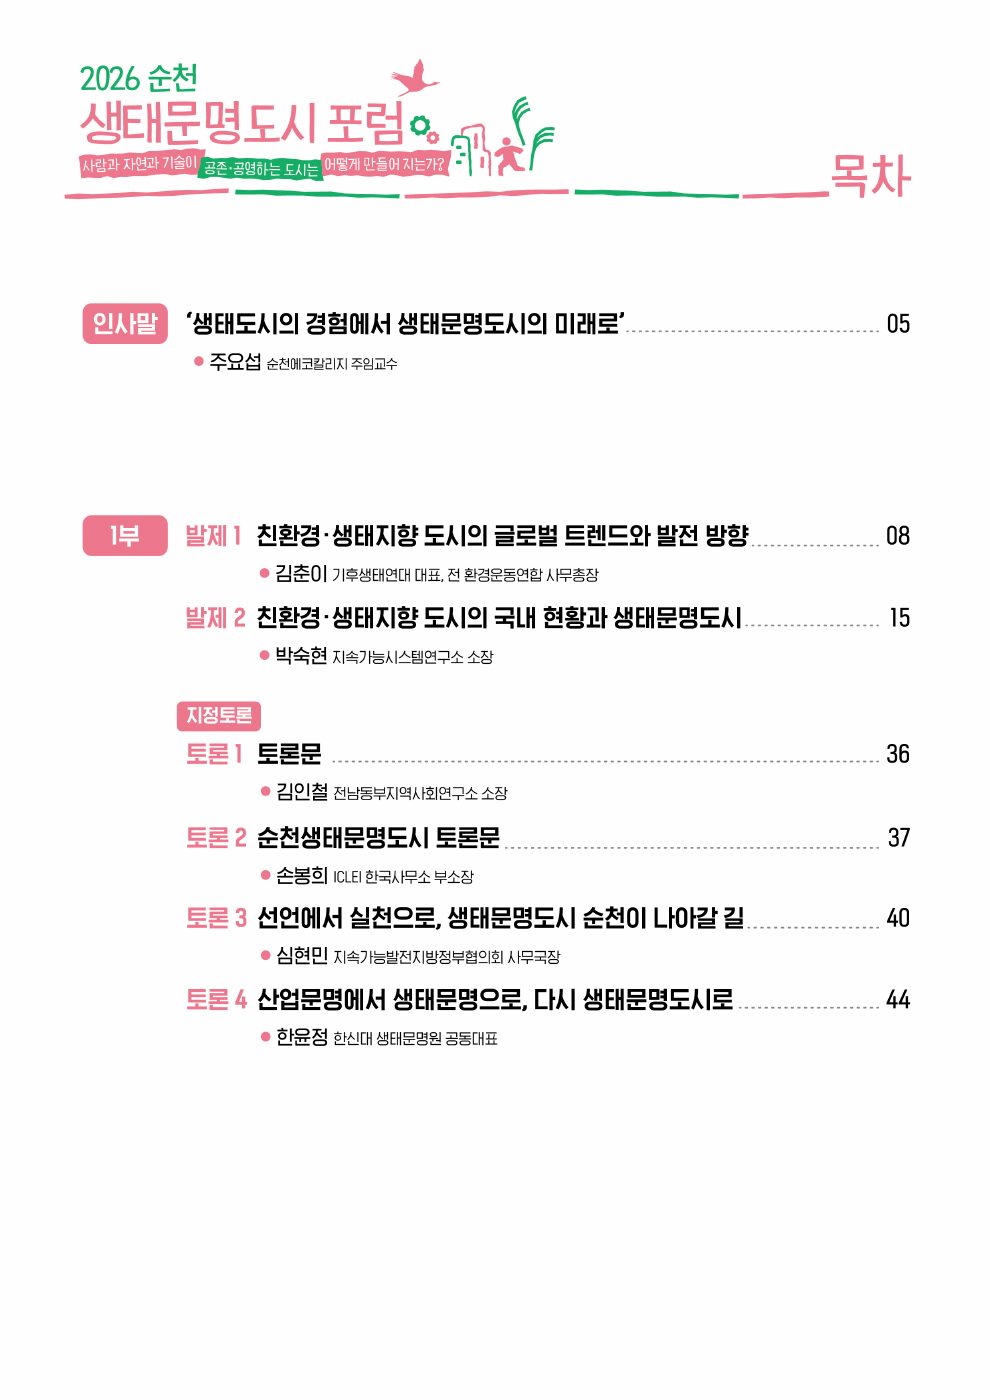 2026 순천
생태문명도시 포럼
사람과 자연과 기술이 공존·공영하는 도시는 어떻게 만들어 지는가?
목차
인사말 ‘생태도시의 경험에서 생태문명도시의 미래로’ 05
● 주요섭 순천에코칼리지 주임교수
1부 발제 1 친환경·생태지향 도시의 글로벌 트렌드와 발전 방향 08
● 김춘이 기후생태연대 대표, 전 환경운동연합 사무총장
발제 2 친환경·생태지향 도시의 국내 현황과 생태문명도시 15
● 박숙현 지속가능시스템연구소 소장
지정토론
토론 1 토론문 36
● 김인철 전남동부지역사회연구소 소장
토론 2 순천생태문명도시 토론문 37
● 손봉희 ICLEI 한국사무소 부소장
토론 3 선언에서 실천으로, 생태문명도시 순천이 나아갈 길 40
● 심현민 지속가능발전지방정부협의회 사무국장
토론 4 산업문명에서 생태문명으로, 다시 생태문명도시로 44
● 한윤정 한신대 생태문명원 공동대표